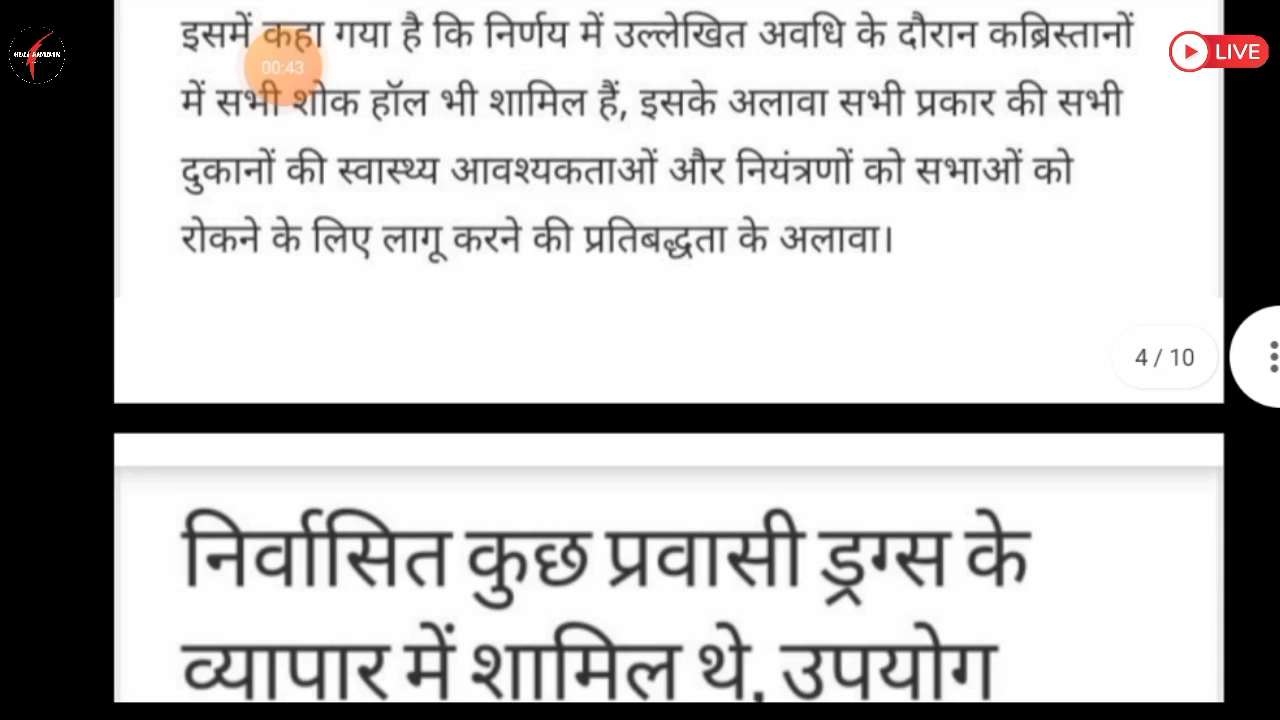 इसमें कहा गया है कि निर्णय में उल्लेखित अवधि के दौरान कब्रिस्तानों
00:43
LIVE
में सभी शोक हॉल भी शामिल हैं, इसके अलावा सभी प्रकार की सभी
दुकानों की स्वास्थ्य आवश्यकताओं और नियंत्रणों को सभाओं को
रोकने के लिए लागू करने की प्रतिबद्धता के अलावा।
4 / 10
निर्वासित कुछ प्रवासी ड्रग्स के
व्यापार में शामिल थे, उपयोग